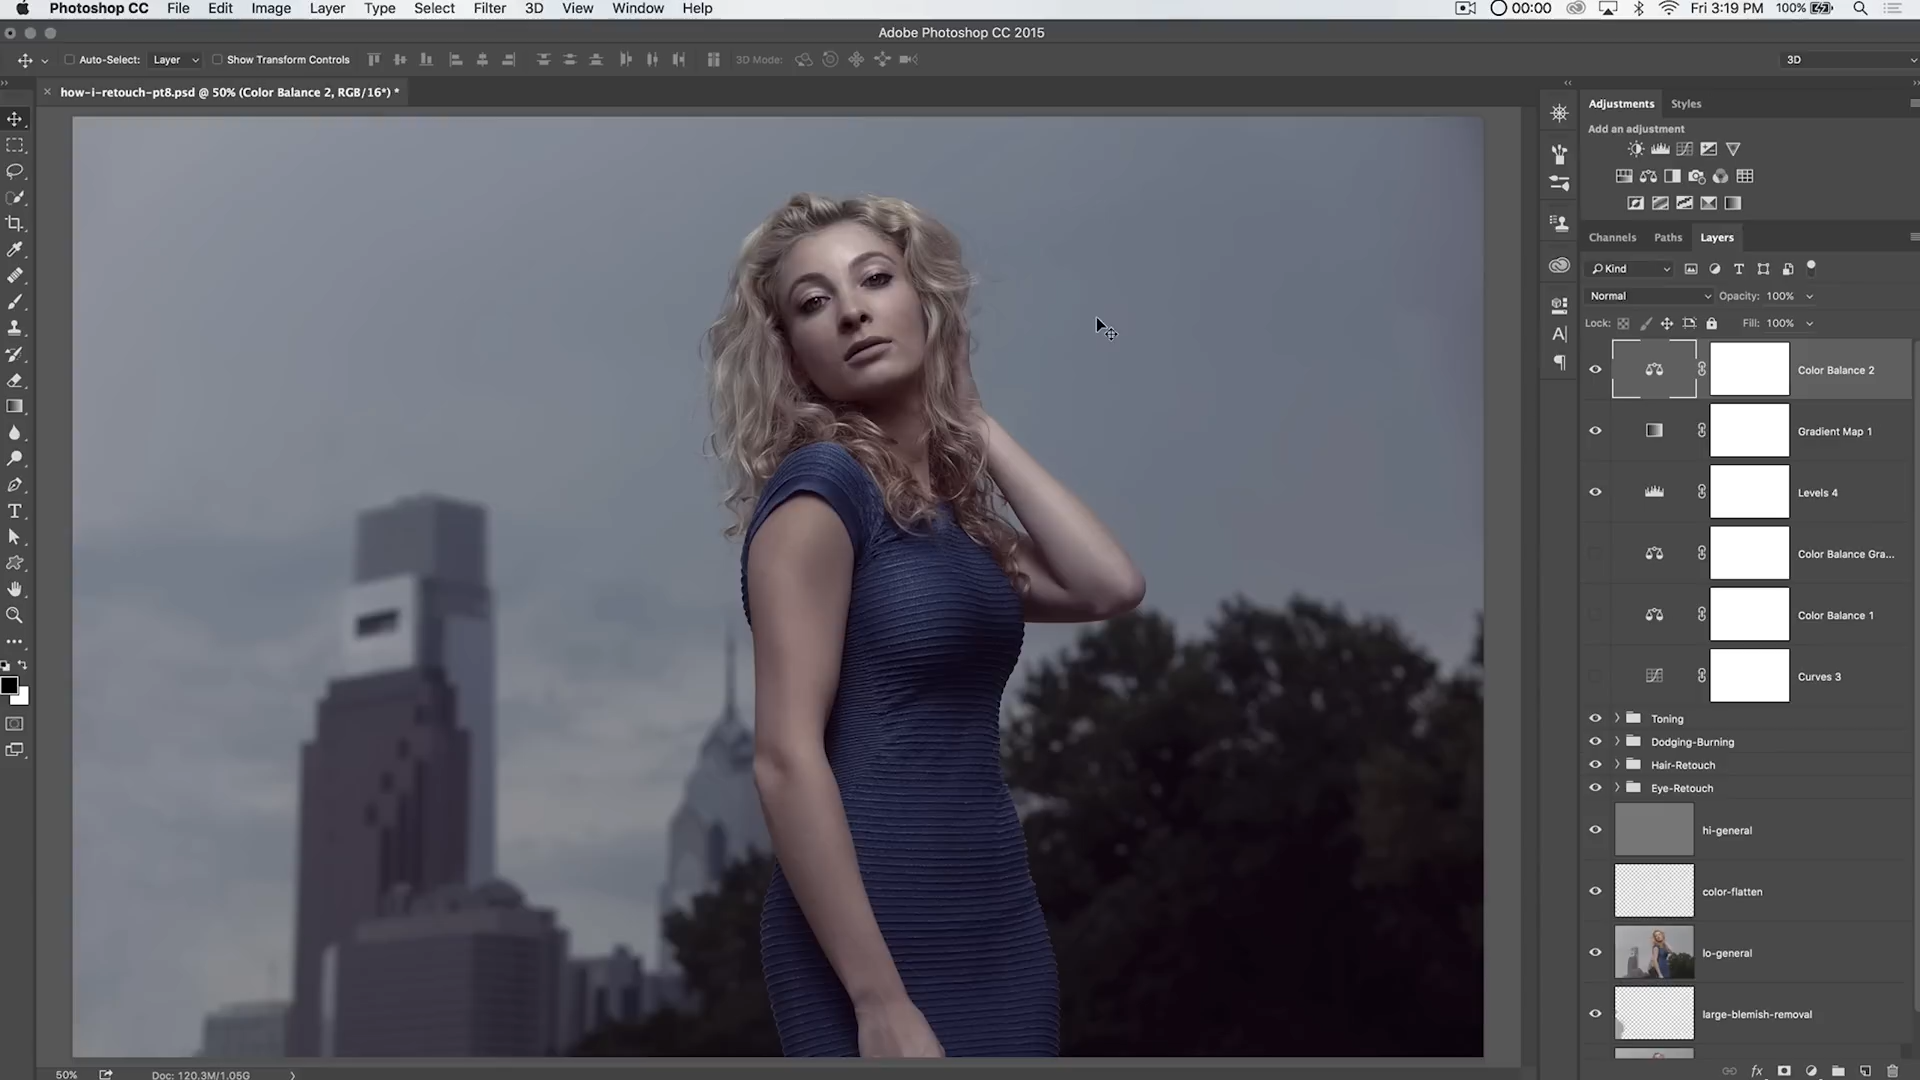 Photoshop CC File Edit Image Layer Type Select Filter 3D View Window Help 00:00 Fri 3:19 PM 100%
Adobe Photoshop CC 2015
Auto-Select: Layer Show Transform Controls 3D Mode: 3D
how-i-retouch-pt8.psd @ 50% (Color Balance 2, RGB/16*) *
Adjustments Styles
Add an adjustment
Channels Paths Layers
Kind
Normal Opacity: 100%
Lock: Fill: 100%
Color Balance 2
Gradient Map 1
Levels 4
Color Balance Gra...
Color Balance 1
Curves 3
Toning
Dodging-Burning
Hair-Retouch
Eye-Retouch
hi-general
color-flatten
lo-general
large-blemish-removal
50% Doc: 120.3M/1.05G
fx